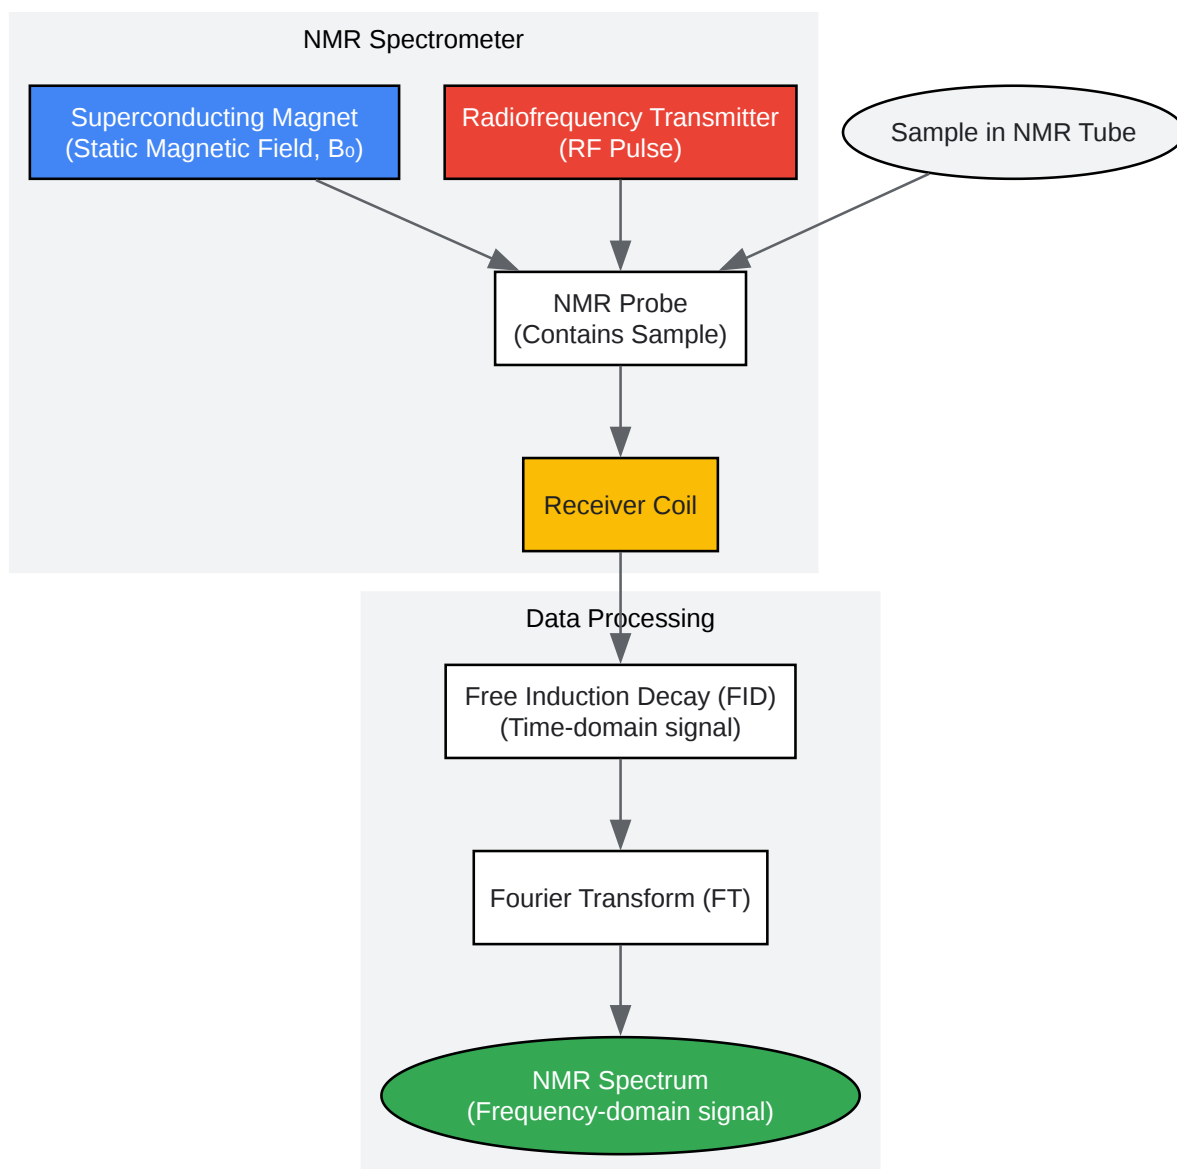 NMR Spectrometer
Superconducting Magnet
(Static Magnetic Field, B₀)
Radiofrequency Transmitter
(RF Pulse)
Sample in NMR Tube
NMR Probe
(Contains Sample)
Receiver Coil
Data Processing
Free Induction Decay (FID)
(Time-domain signal)
Fourier Transform (FT)
NMR Spectrum
(Frequency-domain signal)